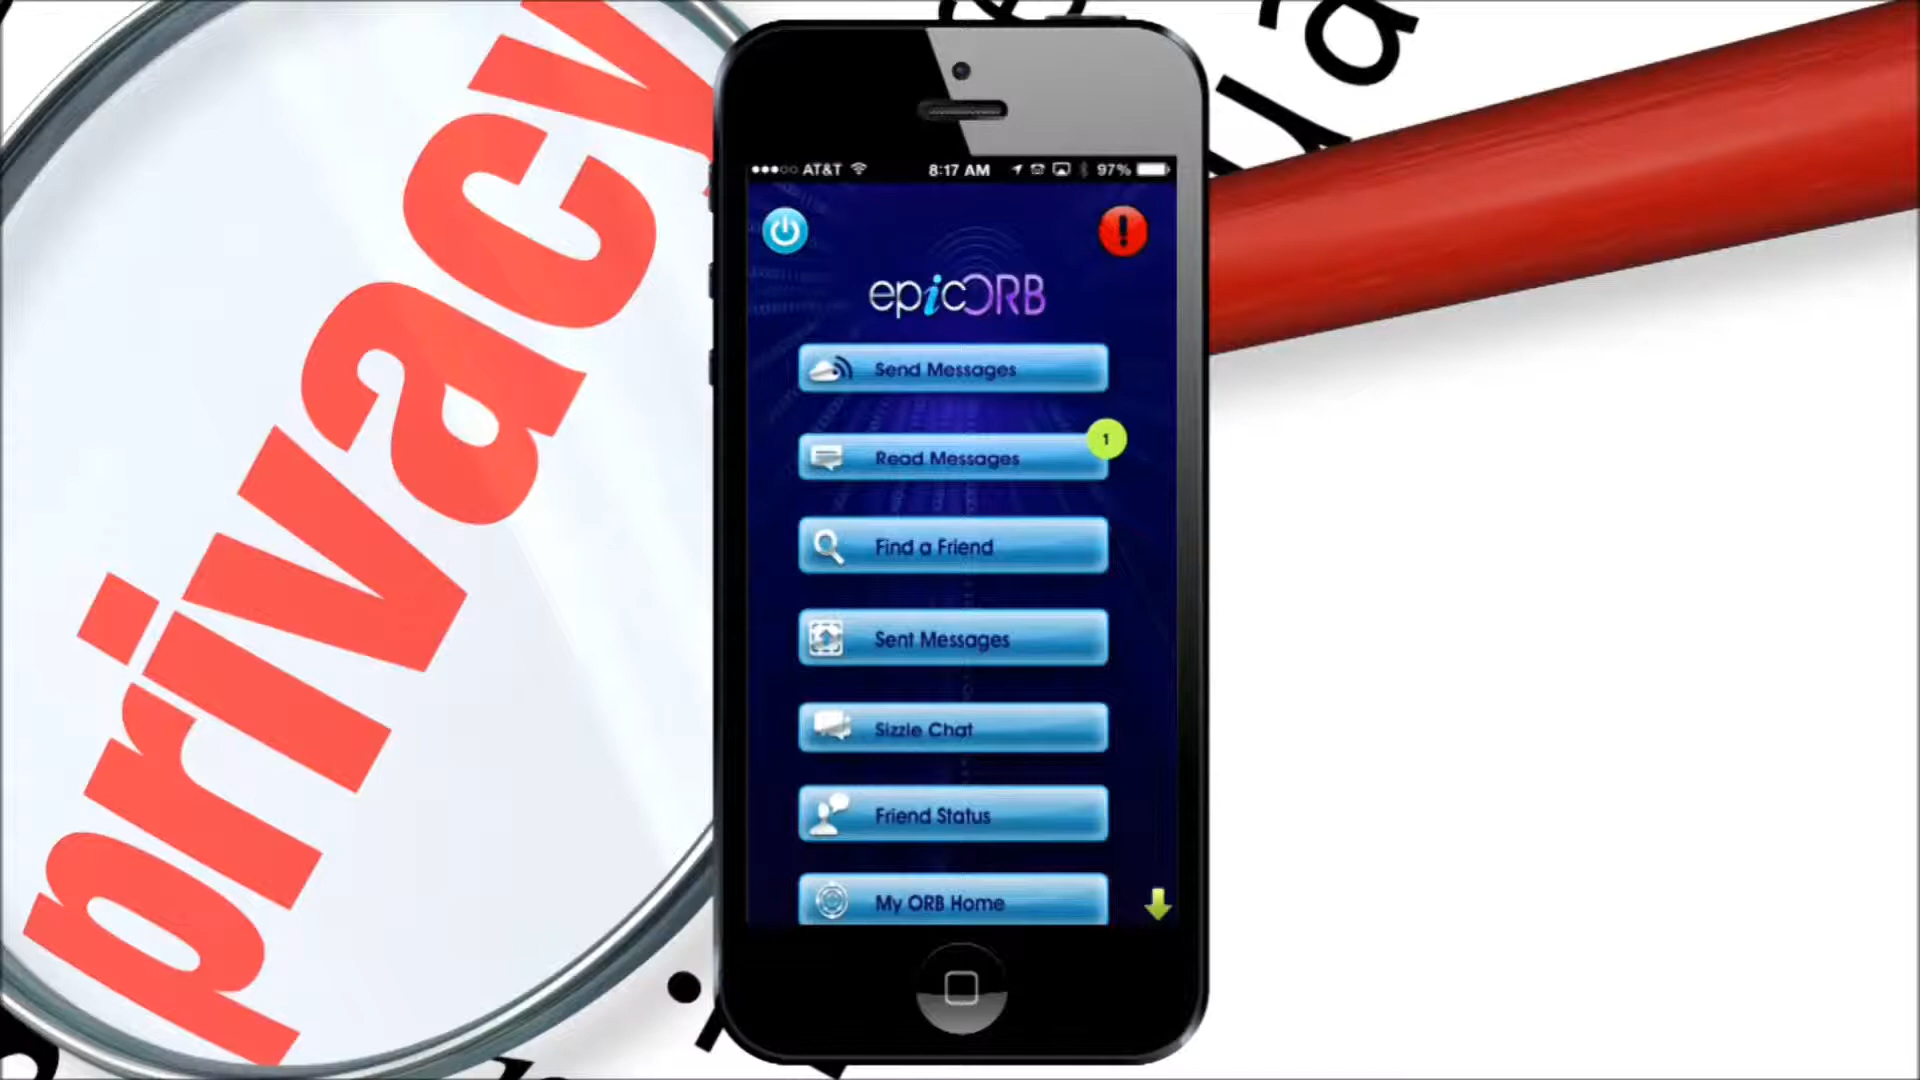 privacy
AT&T 8:17 AM 97%
epicORB
Send Messages
1
Read Messages
Find a Friend
Sent Messages
Sizzle Chat
Friend Status
My ORB Home